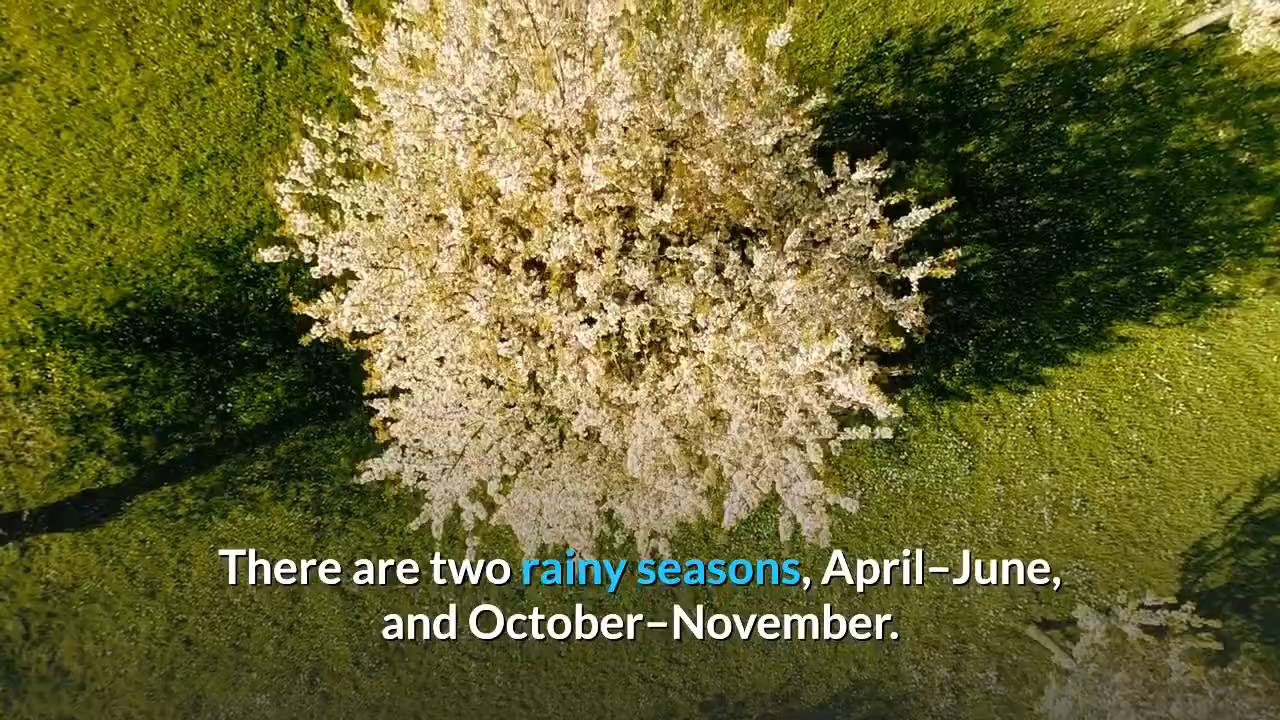 There are two rainy seasons, April–June,
and October–November.